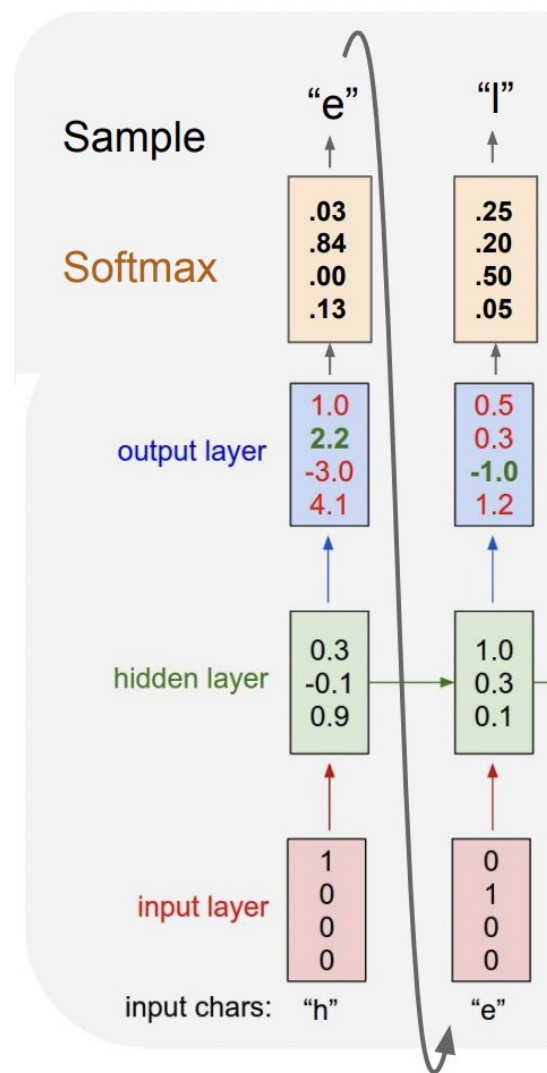 “e” “l”
Sample
.03 .25
.84 .20
Softmax .00 .50
.13 .05
1.0 0.5
2.2 0.3
output layer
-3.0 -1.0
4.1 1.2
0.3 1.0
hidden layer -0.1 0.3
0.9 0.1
1 0
0 1
input layer
0 0
0 0
input chars: “h” “e”